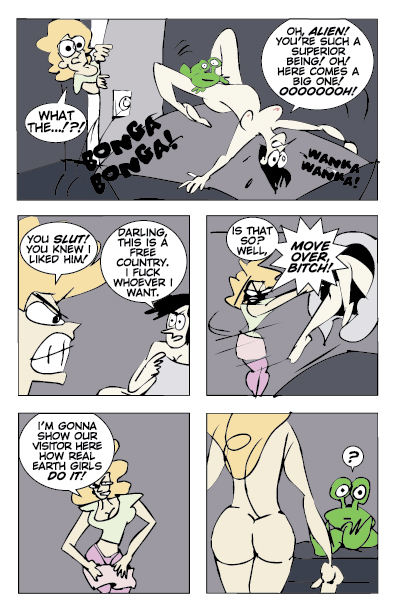 OH, ALIEN!
YOU'RE SUCH A
SUPERIOR
BEING! OH!
HERE COMES A
BIG ONE!
OOOOOOOH!
WHAT
THE...!?!
BONGA
BONGA!
WANKA
WANKA!
YOU SLUT!
YOU KNEW I
LIKED HIM!
DARLING,
THIS IS A
FREE
COUNTRY.
I FUCK
WHOEVER I
WANT.
IS THAT
SO?
WELL,
MOVE
OVER,
BITCH!
I'M GONNA
SHOW OUR
VISITOR HERE
HOW REAL
EARTH GIRLS
DO IT!
?